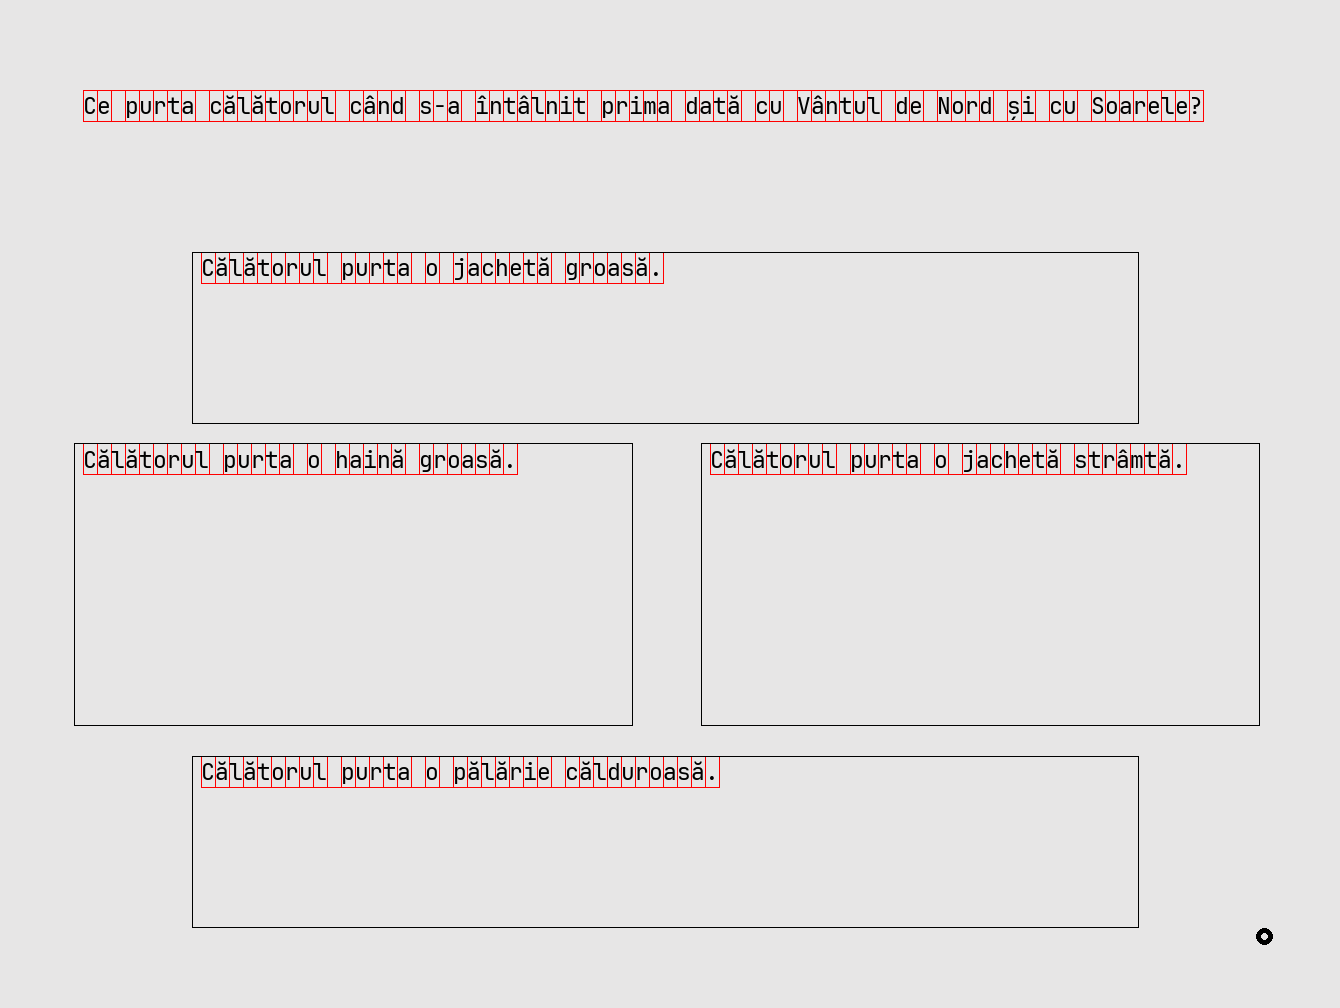 Ce purta călătorul când s-a întâlnit prima dată cu Vântul de Nord și cu Soarele?
Călătorul purta o jachetă groasă.
Călătorul purta o haină groasă.
Călătorul purta o jachetă strâmtă.
Călătorul purta o pălărie călduroasă.